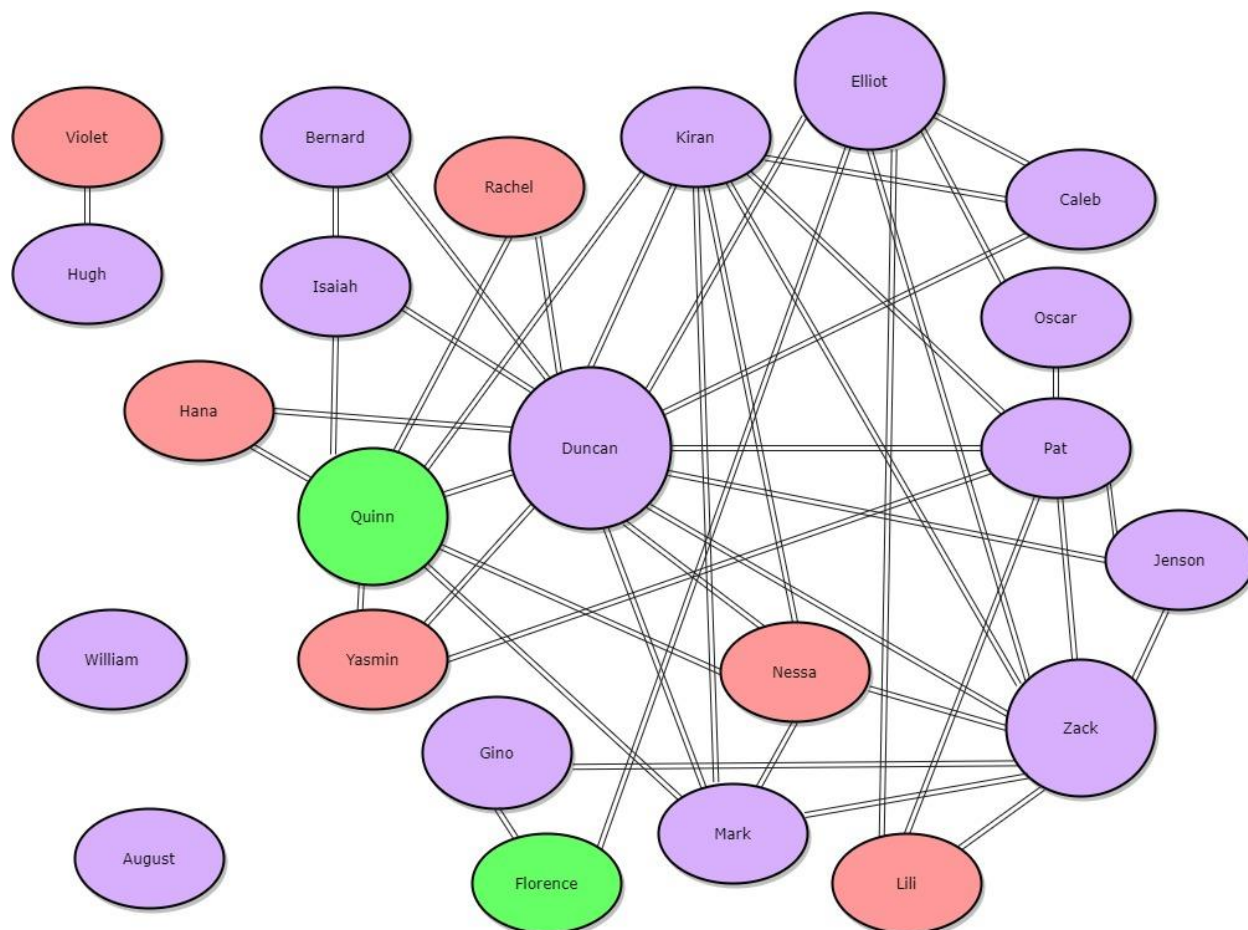 Elliot
Violet
Bernard
Kiran
Rachel
Caleb
Hugh
Isaiah
Oscar
Hana
Duncan
Pat
Quinn
Jenson
William
Yasmin
Nessa
Zack
Gino
Mark
August
Florence
Lili